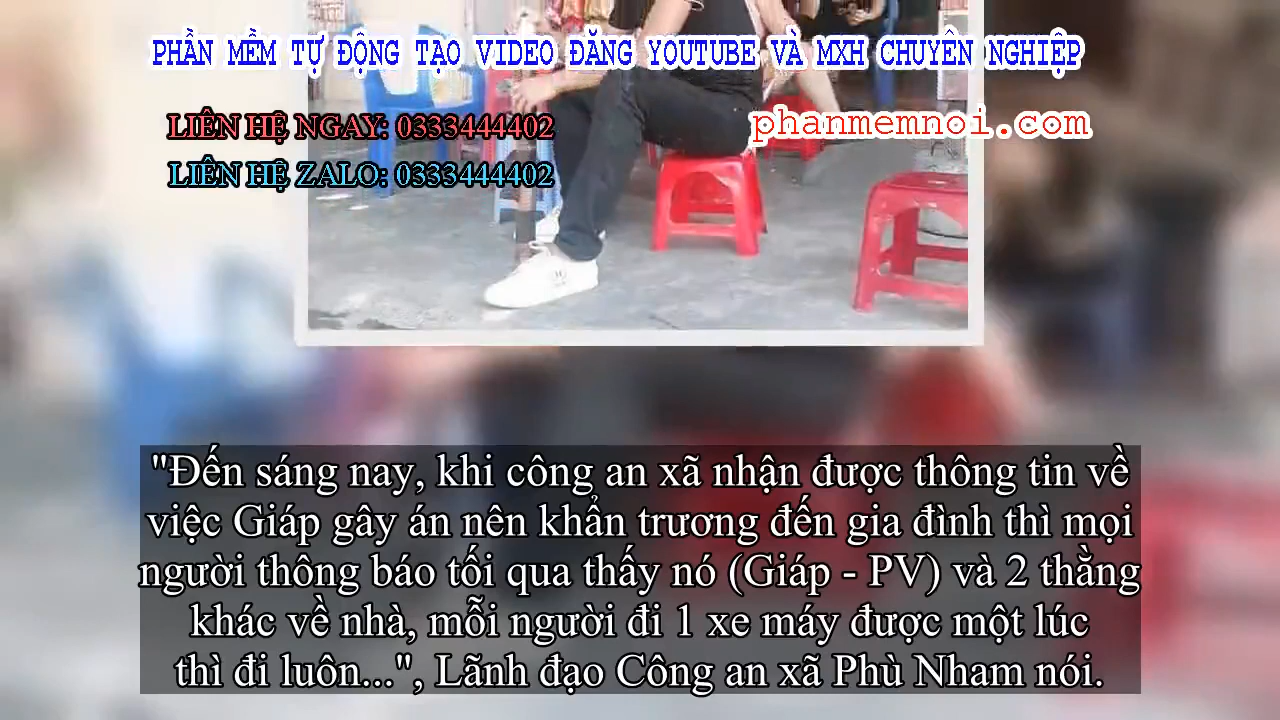 PHẦN MỀM TỰ ĐỘNG TẠO VIDEO ĐĂNG YOUTUBE VÀ MXH CHUYÊN NGHIỆP
LIÊN HỆ NGAY: 0333444402
phanmemnoi.com
LIÊN HỆ ZALO: 0333444402
"Đến sáng nay, khi công an xã nhận được thông tin về
việc Giáp gây án nên khẩn trương đến gia đình thì mọi
người thông báo tối qua thấy nó (Giáp - PV) và 2 thằng
khác về nhà, mỗi người đi 1 xe máy được một lúc
thì đi luôn...", Lãnh đạo Công an xã Phù Nham nói.